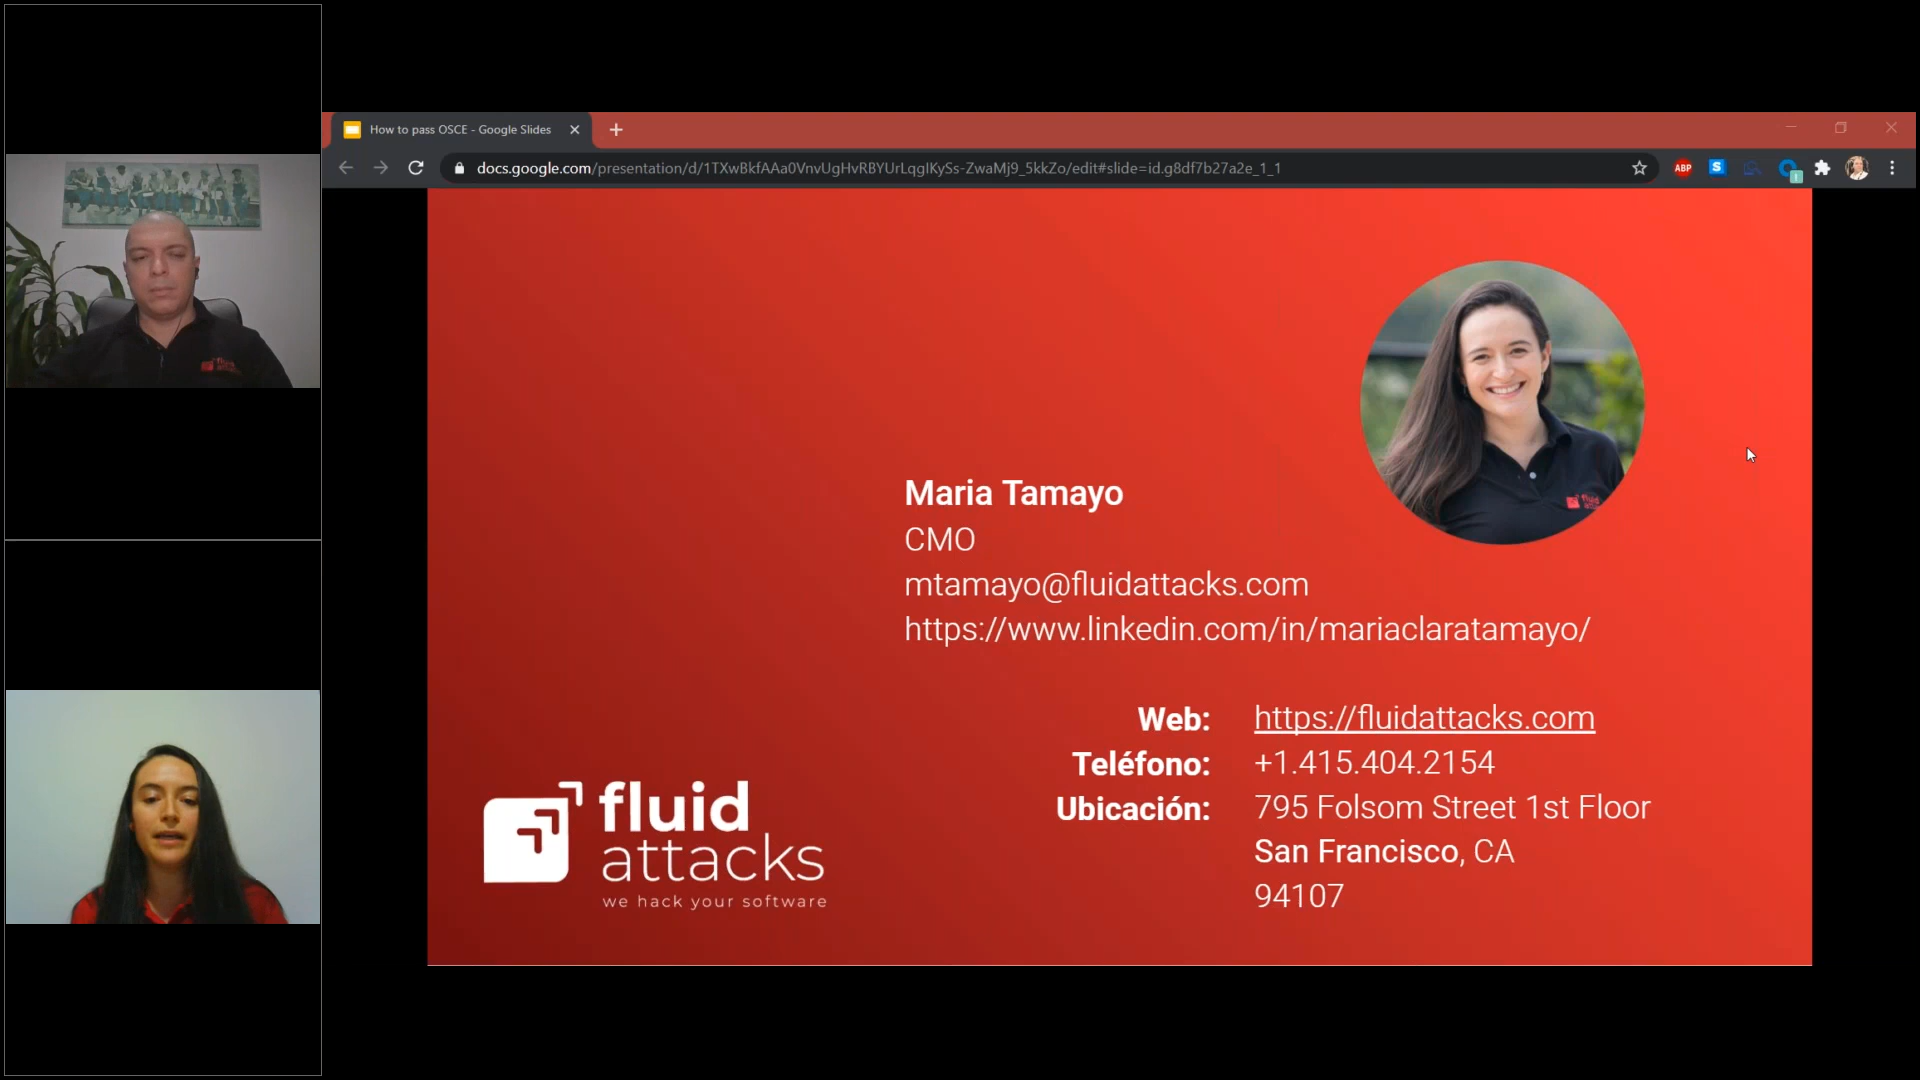 How to pass OSCE - Google Slides
docs.google.com/presentation/d/1TXwBkfAAa0VnvUgHvRBYUrLqgIKySs-ZwaMj9_5kkZo/edit#slide=id.g8df7b27a2e_1_1
ABP
S
fluid
Maria Tamayo
CMO
mtamayo@fluidattacks.com
https://www.linkedin.com/in/mariaclaratamayo/
Web: https://fluidattacks.com
Teléfono: +1.415.404.2154
Ubicación: 795 Folsom Street 1st Floor
San Francisco, CA
94107
fluid
attacks
we hack your software